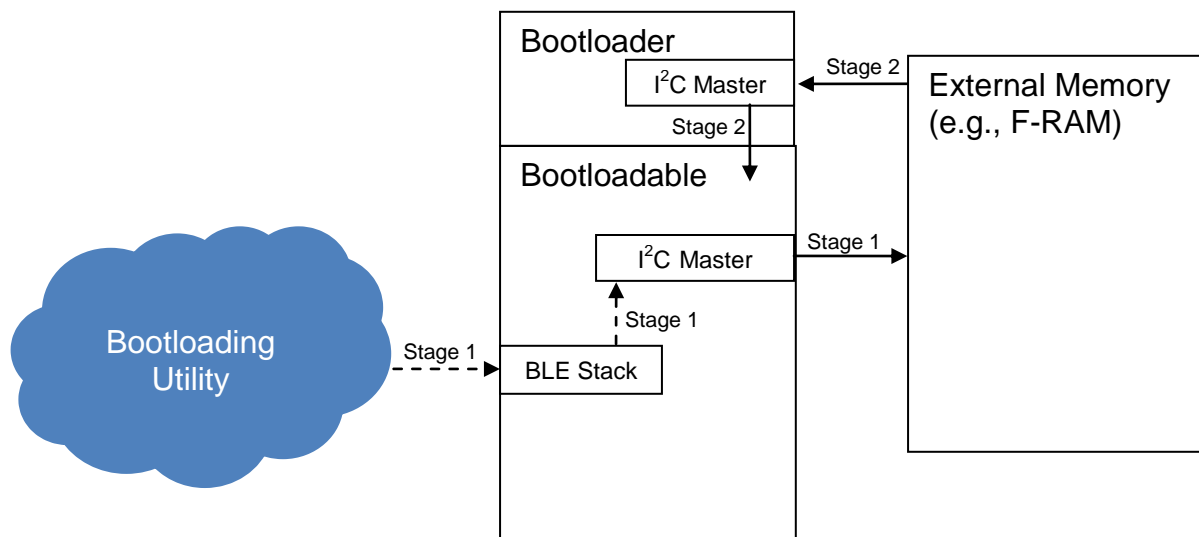 Bootloader
I²C Master
Stage 2
Stage 2
External Memory
(e.g., F-RAM)
Bootloadable
I²C Master
Stage 1
Stage 1
Bootloading
Utility
Stage 1
BLE Stack